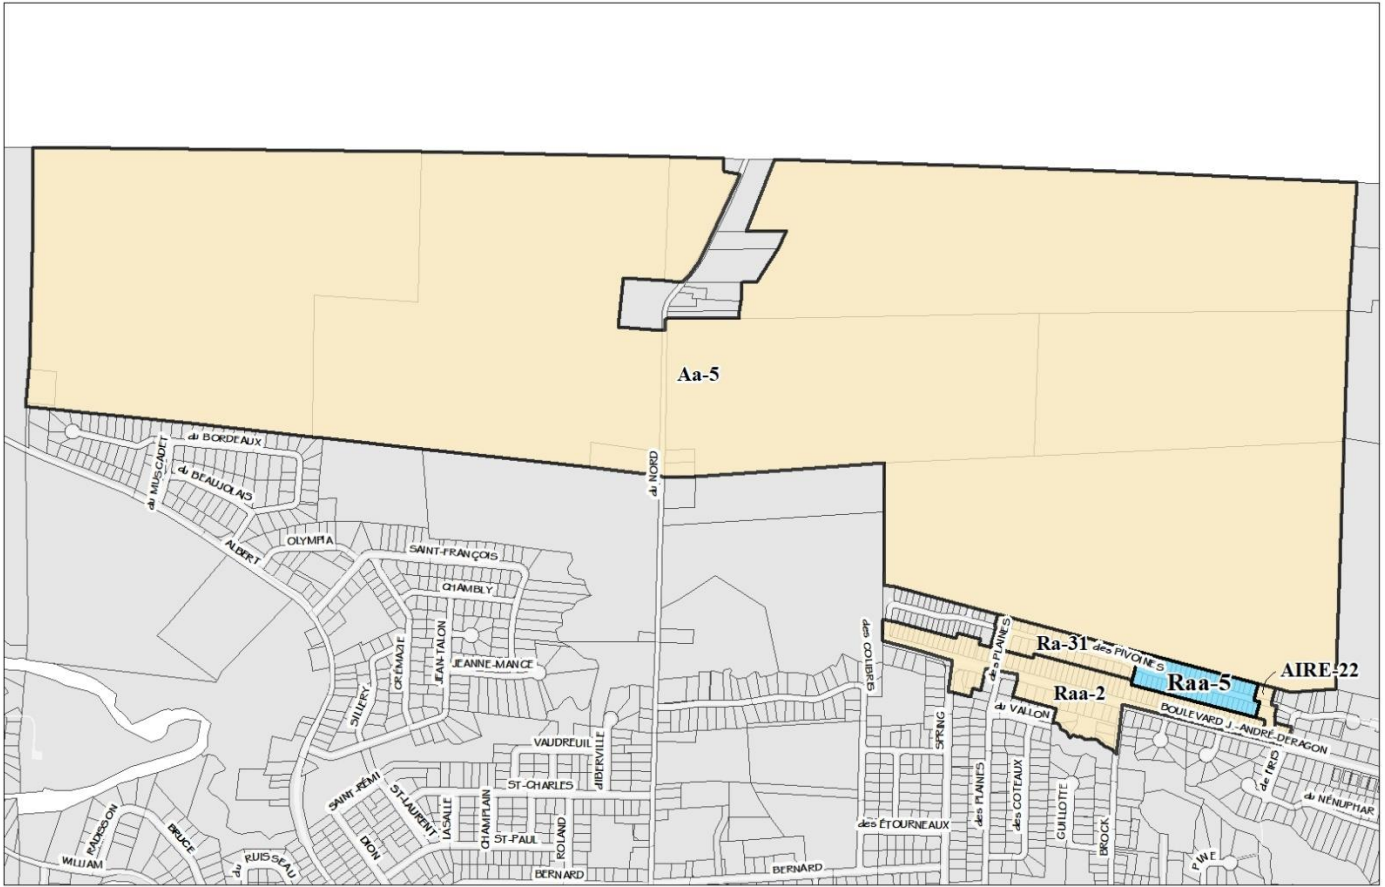 Aa-5
du BORDEAUX
du MUSCADET
du BEAUJOLAIS
du NORD
ALBERT
OLYMPIA
SAINT-FRANÇOIS
CHAMBLY
CRÉMAZIE
JEAN-TALON
JEANNE-MANCE
SILLERY
des COLIBRIS
des PLAINES
Ra-31
des PIVOINES
Raa-5
AIRE-22
Raa-2
du VALLON
BOULEVARD J.-ANDRÉ-DERAGON
SPRING
VAUDREUIL
d'IBERVILLE
SAINT-RÉMI
ST-LAURENT
ST-CHARLES
LASALLE
CHAMPLAIN
ST-PAUL
ROLAND
DION
des PLAINES
des COTEAUX
GUILLOTTE
BROCK
de l'IRIS
du NÉNUPHAR
des ÉTOURNEAUX
RADISSON
BRUCE
WILLIAM
du RUISSEAU
BERNARD
BERNARD
PINE